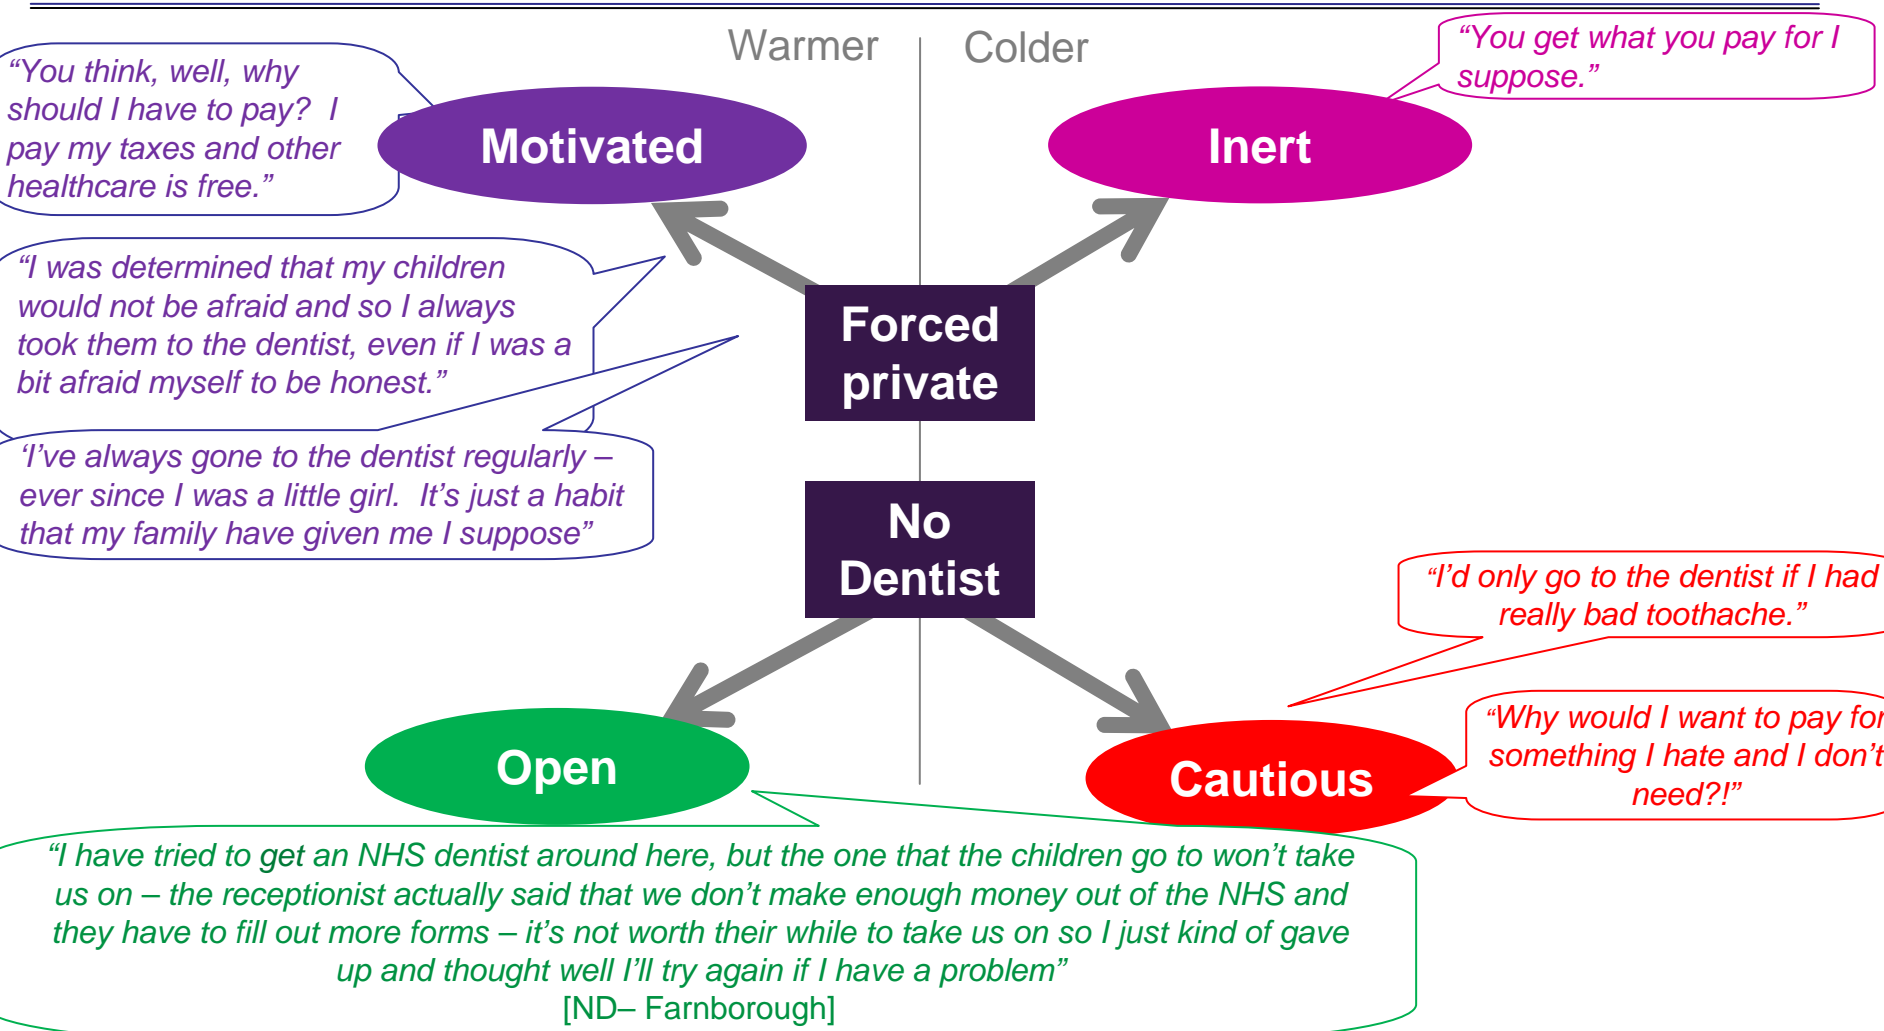 Warmer
Colder
“You get what you pay for I
suppose.”
“You think, well, why
should I have to pay?  I
pay my taxes and other
healthcare is free.”
Motivated
Inert
“I was determined that my children
would not be afraid and so I always
took them to the dentist, even if I was a
bit afraid myself to be honest.”
Forced
private
‘I’ve always gone to the dentist regularly –
ever since I was a little girl.  It’s just a habit
that my family have given me I suppose”
No
Dentist
“I’d only go to the dentist if I had
really bad toothache.”
“Why would I want to pay for
something I hate and I don’t
need?!”
Open
Cautious
“I have tried to get an NHS dentist around here, but the one that the children go to won’t take
us on – the receptionist actually said that we don’t make enough money out of the NHS and
they have to fill out more forms – it’s not worth their while to take us on so I just kind of gave
up and thought well I’ll try again if I have a problem”
[ND– Farnborough]